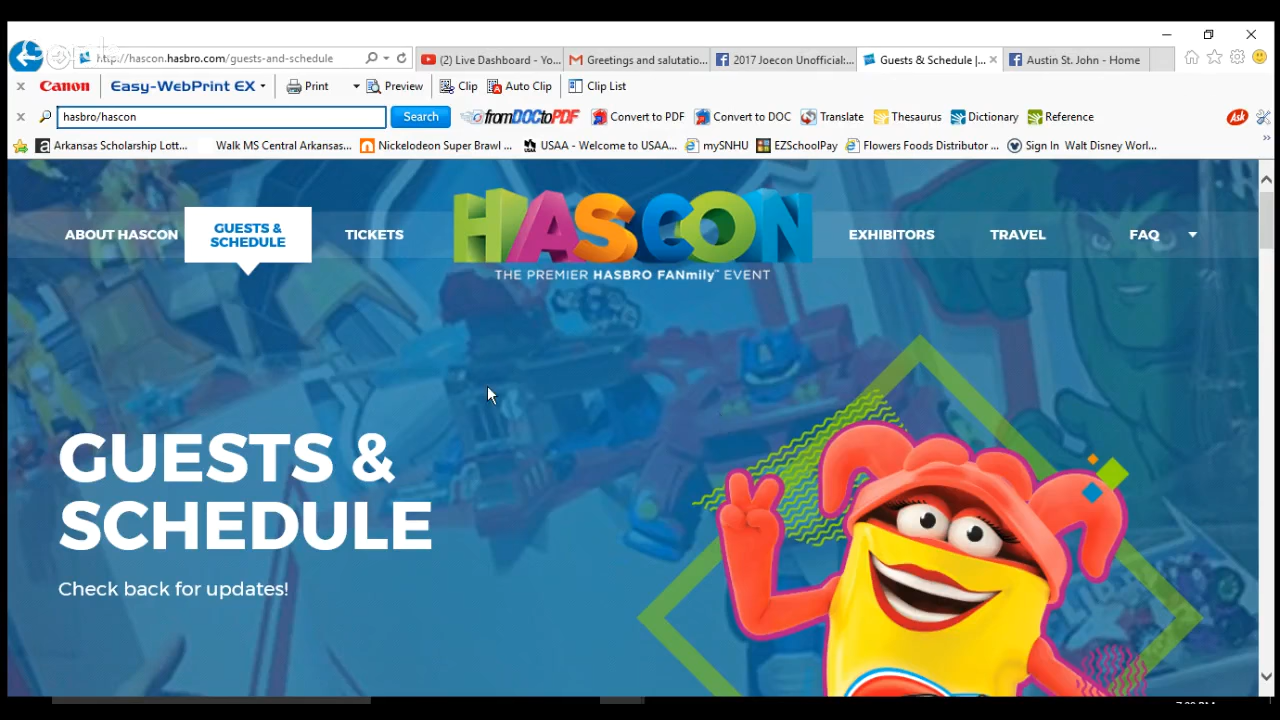 http://hascon.hasbro.com/guests-and-schedule
(2) Live Dashboard - Yo...
Greetings and salutatio...
2017 Joecon Unofficial:...
Guests & Schedule |...
Austin St. John - Home
Canon Easy-WebPrint EX Print Preview Clip Auto Clip Clip List
hasbro/hascon Search fromDOCtoPDF Convert to PDF Convert to DOC Translate Thesaurus Dictionary Reference Ask
Arkansas Scholarship Lott... Walk MS Central Arkansas... Nickelodeon Super Brawl ... USAA - Welcome to USAA... mySNHU EZSchoolPay Flowers Foods Distributor ... Sign In Walt Disney Worl...
ABOUT HASCON
GUESTS &
SCHEDULE
TICKETS
HASCON
THE PREMIER HASBRO FANmily™ EVENT
EXHIBITORS
TRAVEL
FAQ
GUESTS &
SCHEDULE
Check back for updates!